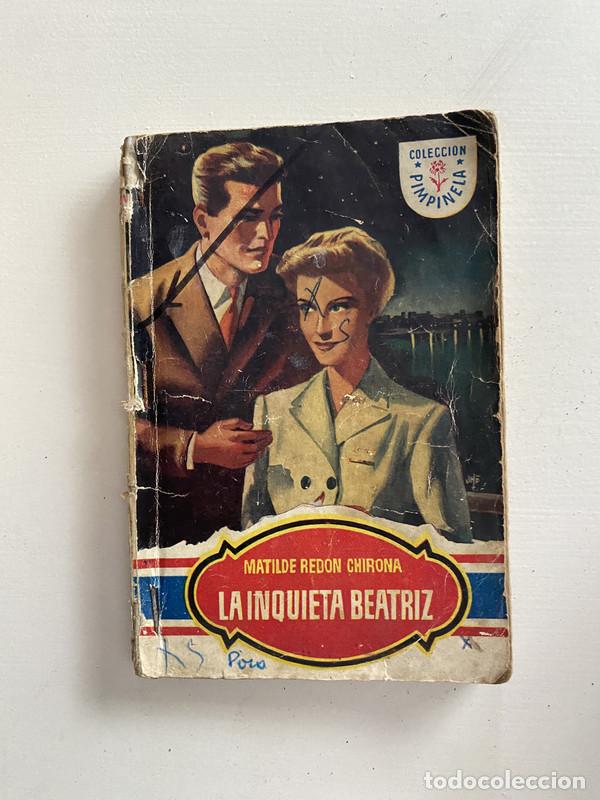 COLECCION
PIMPINELA
MATILDE REDON CHIRONA
LA INQUIETA BEATRIZ
Poro
X
todocoleccion